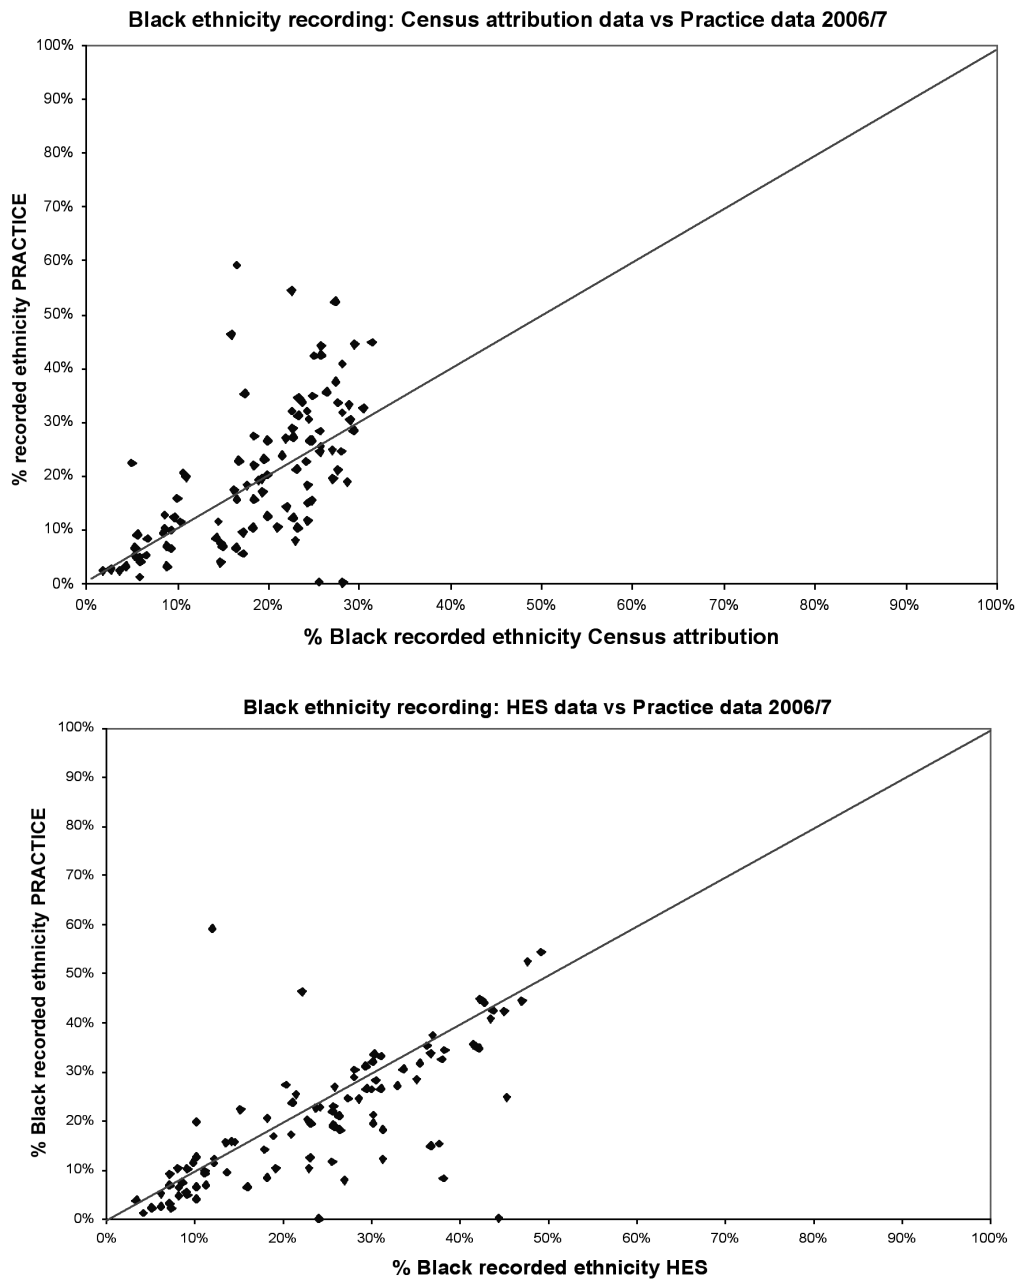 Black ethnicity recording: Census attribution data vs Practice data 2006/7
% recorded ethnicity PRACTICE
100%
90%
80%
70%
60%
50%
40%
30%
20%
10%
0%
0% 10% 20% 30% 40% 50% 60% 70% 80% 90% 100%
% Black recorded ethnicity Census attribution
Black ethnicity recording: HES data vs Practice data 2006/7
% Black recorded ethnicity PRACTICE
100%
90%
80%
70%
60%
50%
40%
30%
20%
10%
0%
0% 10% 20% 30% 40% 50% 60% 70% 80% 90% 100%
% Black recorded ethnicity HES